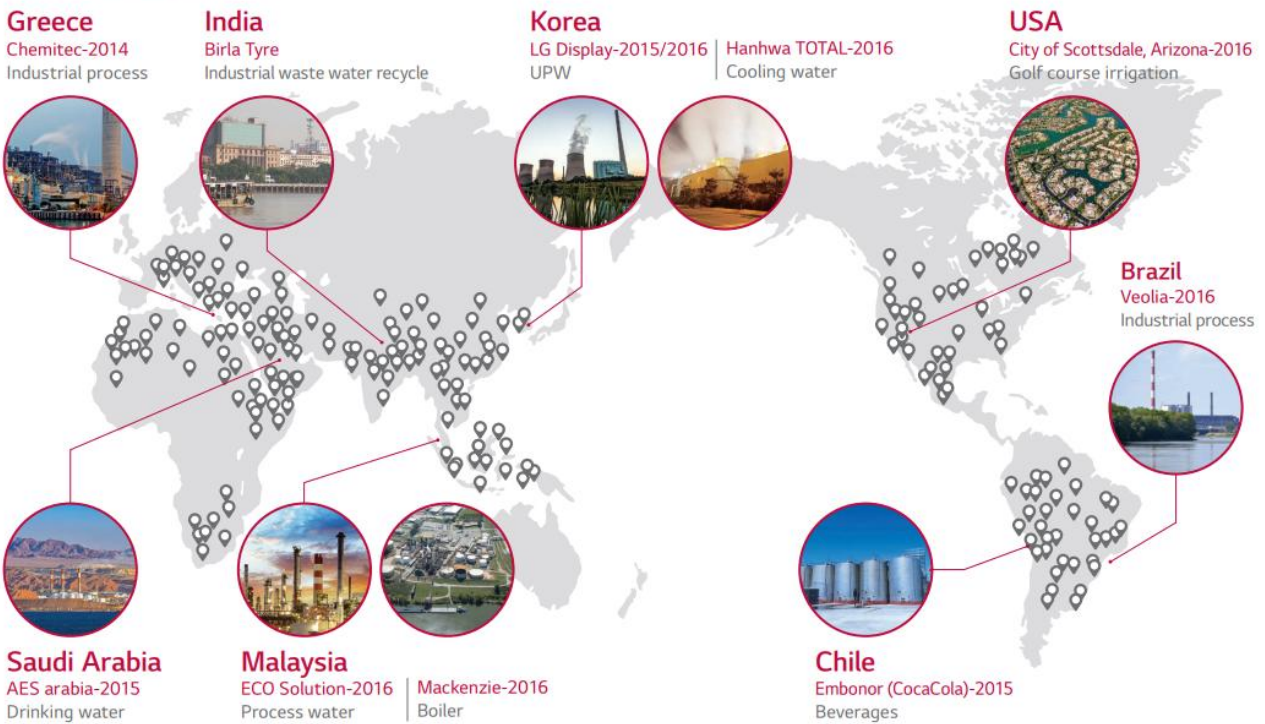 Greece
Chemitec-2014
Industrial process
India
Birla Tyre
Industrial waste water recycle
Korea
LG Display-2015/2016
UPW
Hanhwa TOTAL-2016
Cooling water
USA
City of Scottsdale, Arizona-2016
Golf course irrigation
Brazil
Veolia-2016
Industrial process
Saudi Arabia
AES arabia-2015
Drinking water
Malaysia
ECO Solution-2016
Process water
Mackenzie-2016
Boiler
Chile
Embonor (CocaCola)-2015
Beverages